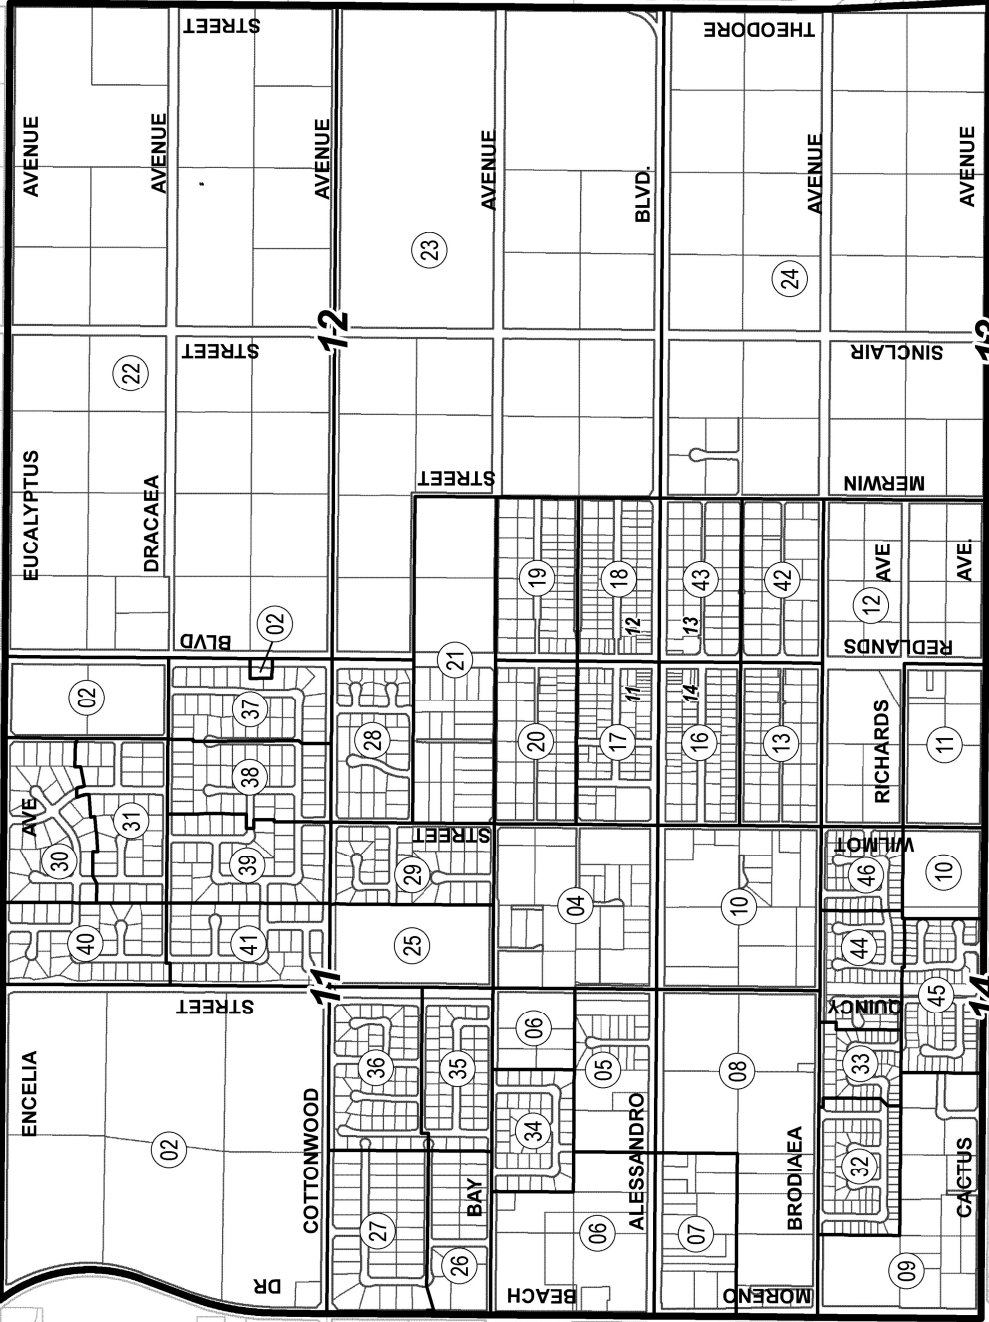 ENCELIA AVE EUCALYPTUS AVENUE
40 30 31 02 22
02
DRACAEA AVENUE
41 39 38 37 02
COTTONWOOD 11 12 AVENUE
27 36 25 29 28 23
26 35 21
BAY AVENUE
06 34 06 04 20 19
05 17 11 18 12
ALESSANDRO BLVD.
07 08 10 16 14 43 13 24
13 42
BRODIAEA AVENUE
32 33 44 46 12
RICHARDS AVE
09 45 10 11
CACTUS AVE. AVENUE
14
MORENO BEACH DR
QUINCY STREET
WILMOT STREET
REDLANDS BLVD
MERWIN STREET
SINCLAIR STREET
THEODORE STREET